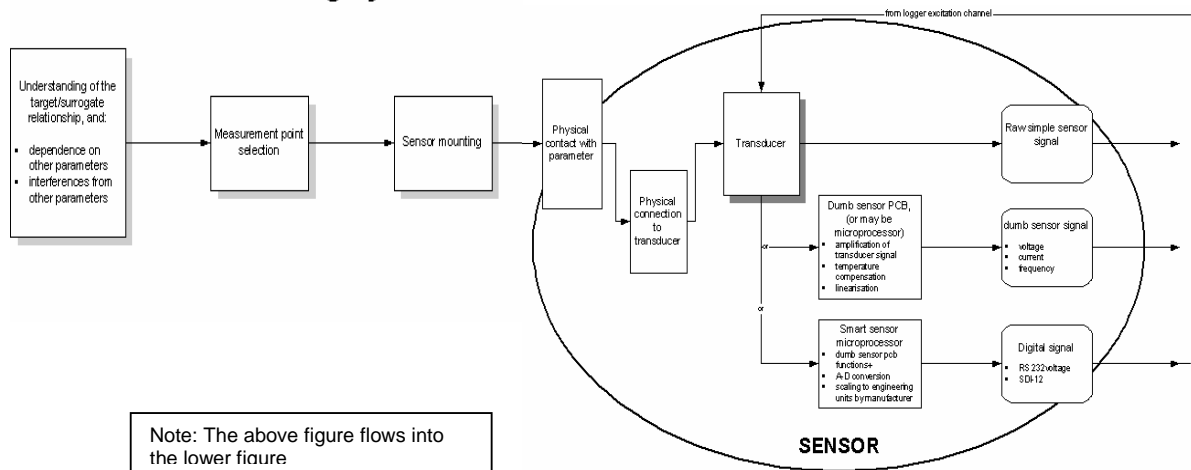 from logger excitation channel
Understanding of the
target/surrogate
relationship, and:
▪ dependence on
other parameters
▪ interferences from
other parameters
Measurement point
selection
Sensor mounting
Physical
contact with
parameter
Physical
connection
to
transducer
Transducer
Raw simple sensor
signal
or
Dumb sensor PCB,
(or may be
microprocessor)
▪ amplification of
transducer signal
▪ temperature
compensation
▪ linearisation
dumb sensor signal
▪ voltage
▪ current
▪ frequency
or
Smart sensor
microprocessor
▪ dumb sensor pcb
functions+
▪ A-D conversion
▪ scaling to engineering
units by manufacturer
Digital signal
▪ RS 232 voltage
▪ SDI-12
SENSOR
Note: The above figure flows into
the lower figure